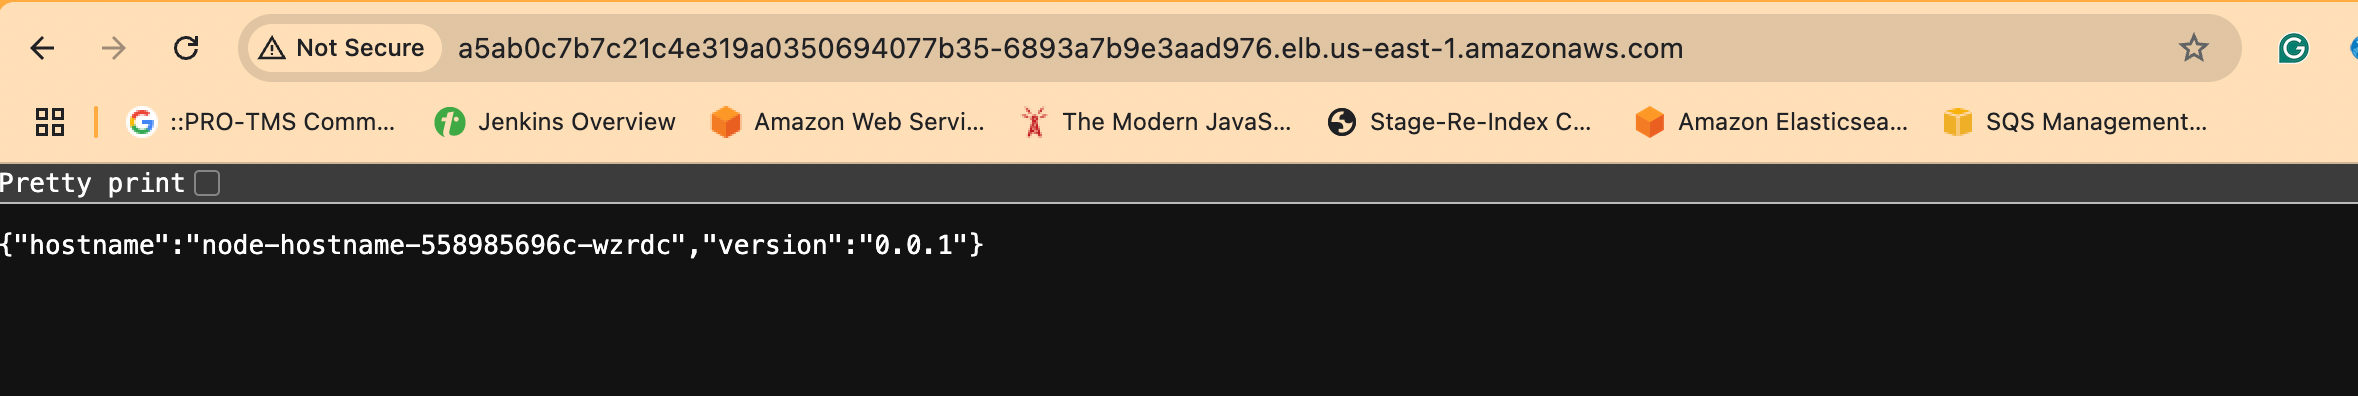 Not Secure a5ab0c7b7c21c4e319a0350694077b35-6893a7b9e3aad976.elb.us-east-1.amazonaws.com
::PRO-TMS Comm... Jenkins Overview Amazon Web Servi... The Modern JavaS... Stage-Re-Index C... Amazon Elasticsea... SQS Management...
Pretty print
{"hostname":"node-hostname-558985696c-wzrdc","version":"0.0.1"}